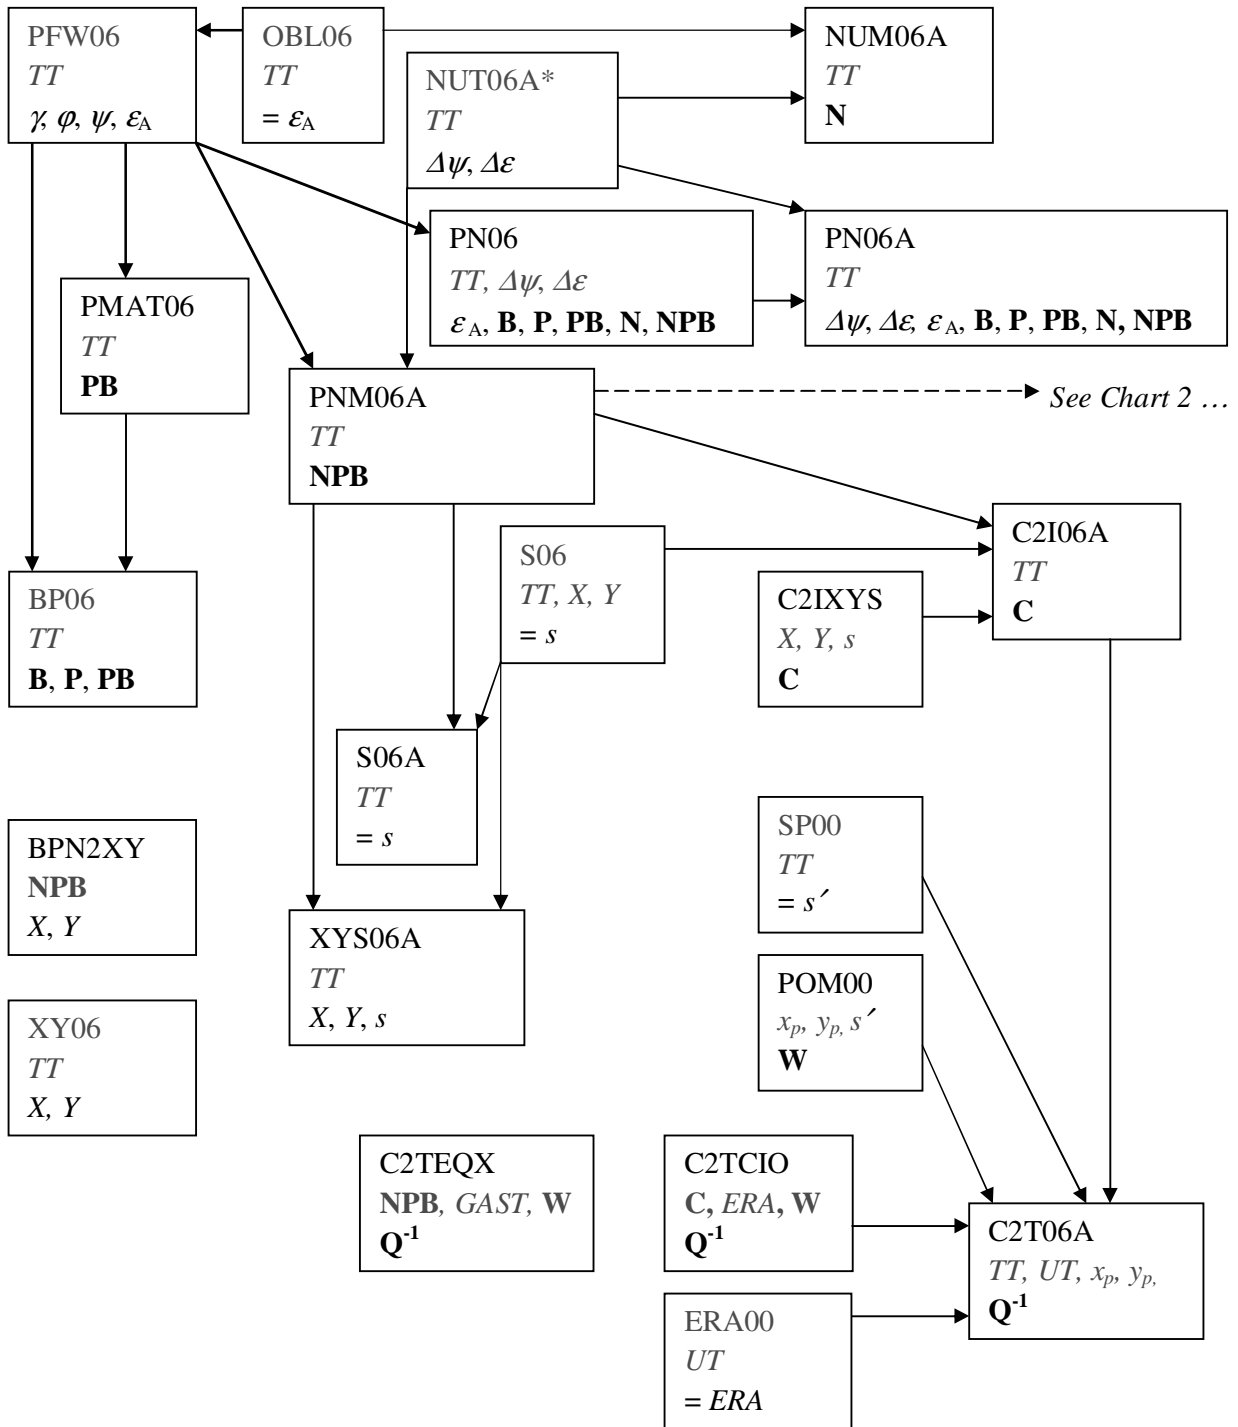 PFW06
TT
γ, φ, ψ, εA
OBL06
TT
= εA
NUT06A*
TT
Δψ, Δε
NUM06A
TT
N
PN06
TT, Δψ, Δε
εA, B, P, PB, N, NPB
PN06A
TT
Δψ, Δε, εA, B, P, PB, N, NPB
PMAT06
TT
PB
PNM06A
TT
NPB
See Chart 2 …
S06
TT, X, Y
= s
C2I06A
TT
C
BP06
TT
B, P, PB
C2IXYS
X, Y, s
C
S06A
TT
= s
SP00
TT
= s′
BPN2XY
NPB
X, Y
XYS06A
TT
X, Y, s
POM00
xp, yp, s′
W
XY06
TT
X, Y
C2TEQX
NPB, GAST, W
Q-1
C2TCIO
C, ERA, W
Q-1
C2T06A
TT, UT, xp, yp,
Q-1
ERA00
UT
= ERA